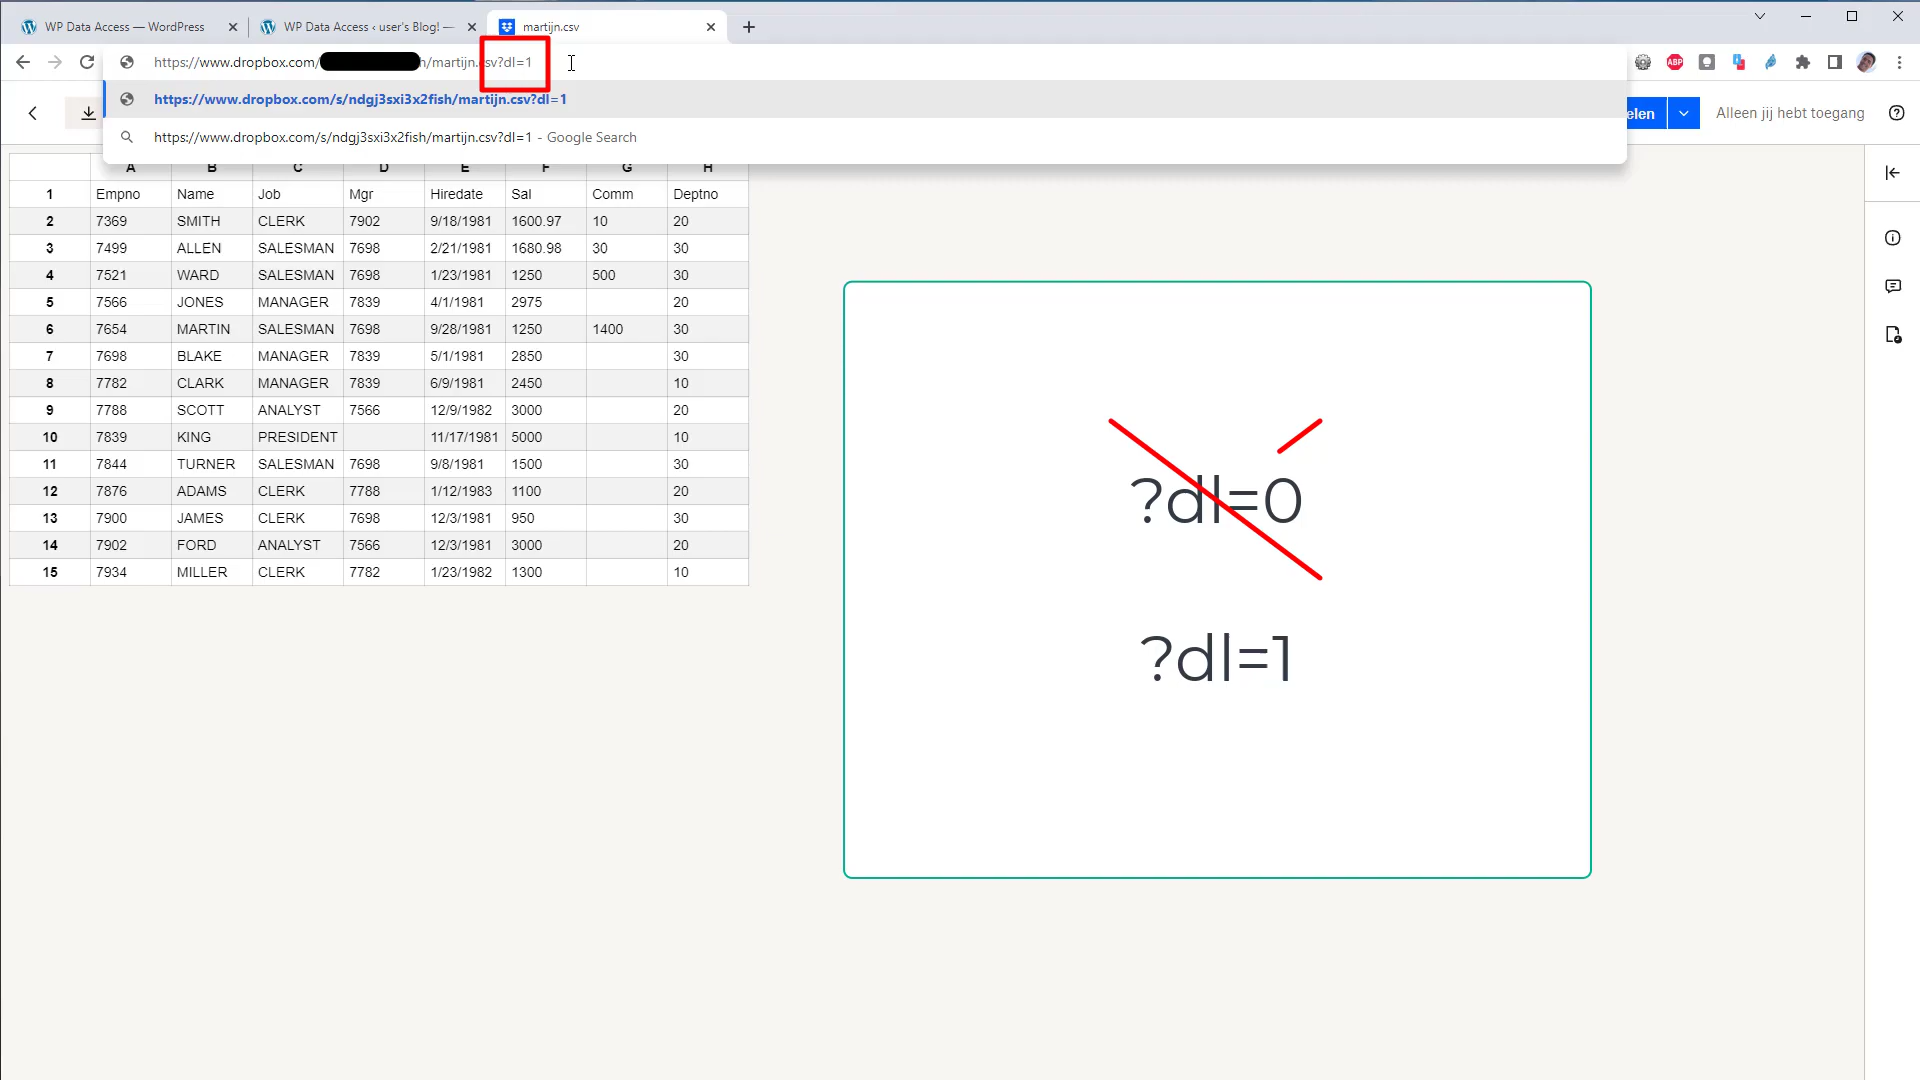 WP Data Access — WordPress
WP Data Access ‹ user's Blog! —
martijn.csv
https://www.dropbox.com/
h/martijn.csv?dl=1
ABP
https://www.dropbox.com/s/ndgj3sxi3x2fish/martijn.csv?dl=1
https://www.dropbox.com/s/ndgj3sxi3x2fish/martijn.csv?dl=1 - Google Search
elen
Alleen jij hebt toegang
A B C D E F G H
1 Empno Name Job Mgr Hiredate Sal Comm Deptno
2 7369 SMITH CLERK 7902 9/18/1981 1600.97 10 20
3 7499 ALLEN SALESMAN 7698 2/21/1981 1680.98 30 30
4 7521 WARD SALESMAN 7698 1/23/1981 1250 500 30
5 7566 JONES MANAGER 7839 4/1/1981 2975 20
6 7654 MARTIN SALESMAN 7698 9/28/1981 1250 1400 30
7 7698 BLAKE MANAGER 7839 5/1/1981 2850 30
8 7782 CLARK MANAGER 7839 6/9/1981 2450 10
9 7788 SCOTT ANALYST 7566 12/9/1982 3000 20
10 7839 KING PRESIDENT 11/17/1981 5000 10
11 7844 TURNER SALESMAN 7698 9/8/1981 1500 30
12 7876 ADAMS CLERK 7788 1/12/1983 1100 20
13 7900 JAMES CLERK 7698 12/3/1981 950 30
14 7902 FORD ANALYST 7566 12/3/1981 3000 20
15 7934 MILLER CLERK 7782 1/23/1982 1300 10
?dl=0
?dl=1